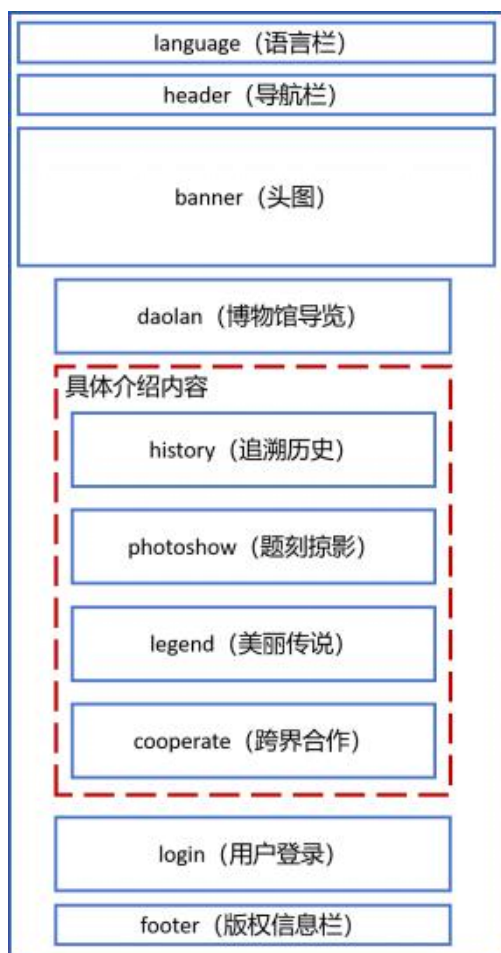 language（语言栏）
header（导航栏）
banner（头图）
daolan（博物馆导览）
具体介绍内容
history（追溯历史）
photoshow（题刻掠影）
legend（美丽传说）
cooperate（跨界合作）
login（用户登录）
footer（版权信息栏）